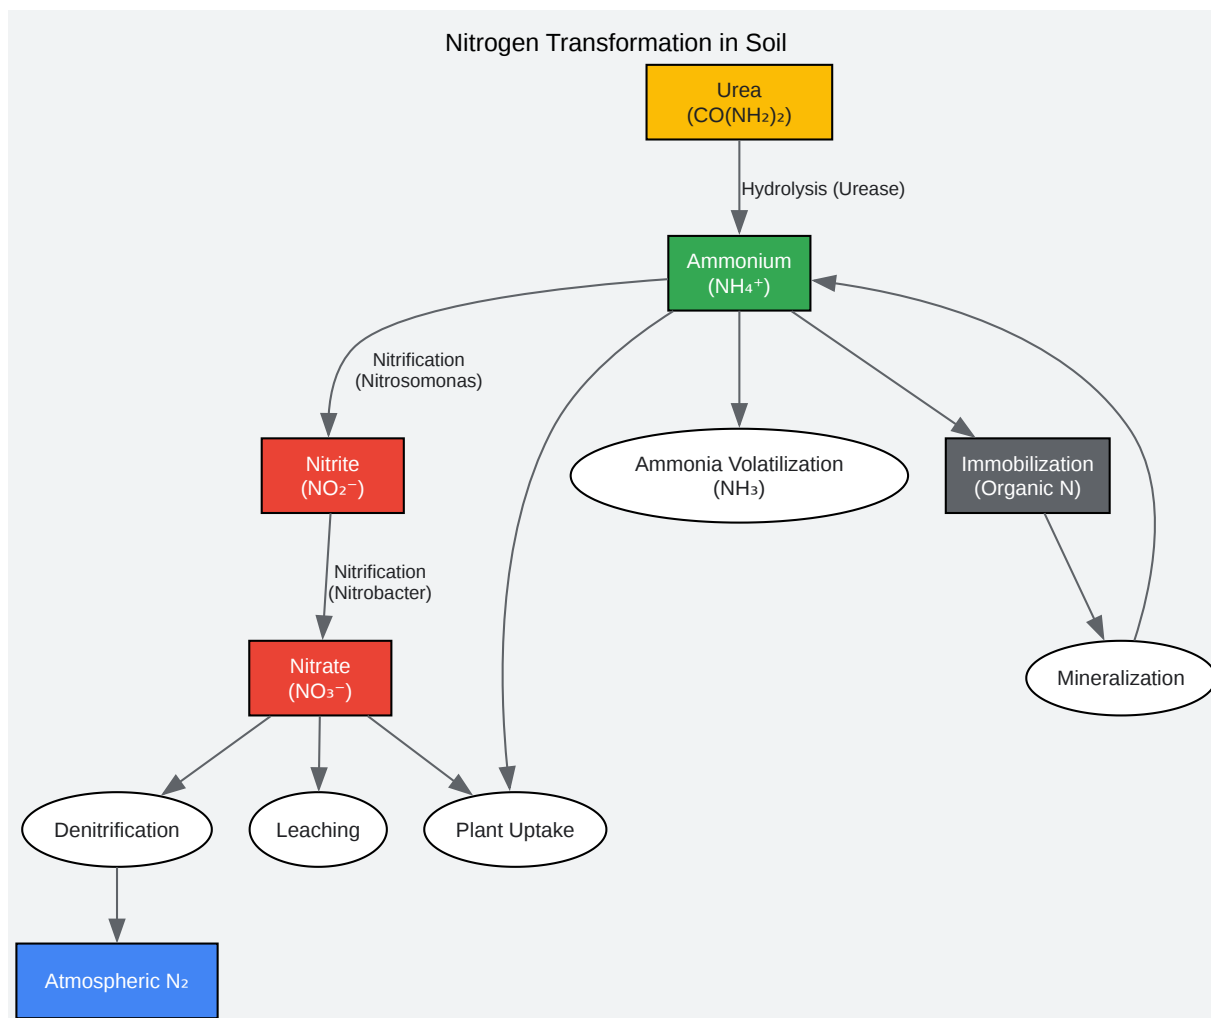 Nitrogen Transformation in Soil
Urea
(CO(NH₂)₂)
Hydrolysis (Urease)
Ammonium
(NH₄⁺)
Nitrification
(Nitrosomonas)
Nitrite
(NO₂⁻)
Ammonia Volatilization
(NH₃)
Immobilization
(Organic N)
Nitrification
(Nitrobacter)
Nitrate
(NO₃⁻)
Mineralization
Denitrification
Leaching
Plant Uptake
Atmospheric N₂